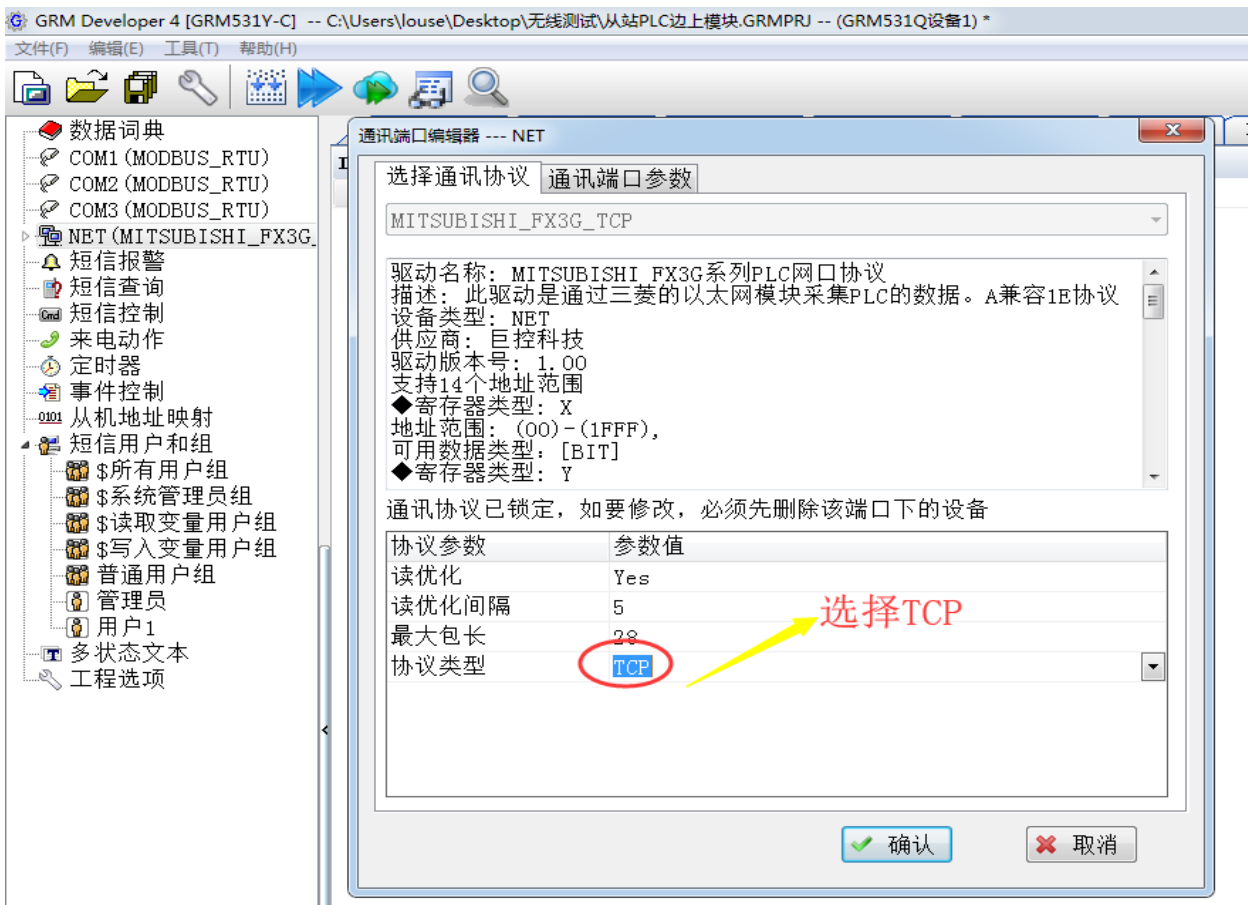 GRM Developer 4 [GRM531Y-C] -- C:\Users\louse\Desktop\无线测试\从站PLC边上模块.GRMPRJ -- (GRM531Q设备1) *
文件(F) 编辑(E) 工具(T) 帮助(H)
数据词典
COM1(MODBUS_RTU)
COM2(MODBUS_RTU)
COM3(MODBUS_RTU)
NET(MITSUBISHI_FX3G_
短信报警
短信查询
Cmd 短信控制
来电动作
定时器
事件控制
0101 从机地址映射
短信用户和组
$所有用户组
$系统管理员组
$读取变量用户组
$写入变量用户组
普通用户组
管理员
用户1
多状态文本
工程选项
通讯端口编辑器 --- NET
选择通讯协议 通讯端口参数
MITSUBISHI_FX3G_TCP
驱动名称: MITSUBISHI_FX3G系列PLC网口协议
描述: 此驱动是通过三菱的以太网模块采集PLC的数据。A兼容1E协议
设备类型: NET
供应商: 巨控科技
驱动版本号: 1.00
支持14个地址范围
◆寄存器类型: X
地址范围: (00)-(1FFF),
可用数据类型: [BIT]
◆寄存器类型: Y
通讯协议已锁定，如要修改，必须先删除该端口下的设备
协议参数 参数值
读优化 Yes
读优化间隔 5
最大包长 28
协议类型 TCP
选择TCP
确认 取消